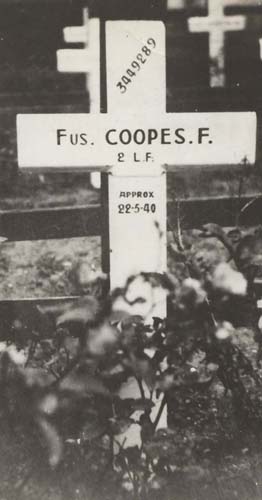 3449289
FUS. COOPES. F.
2 L.F.
APPROX
22-5-40